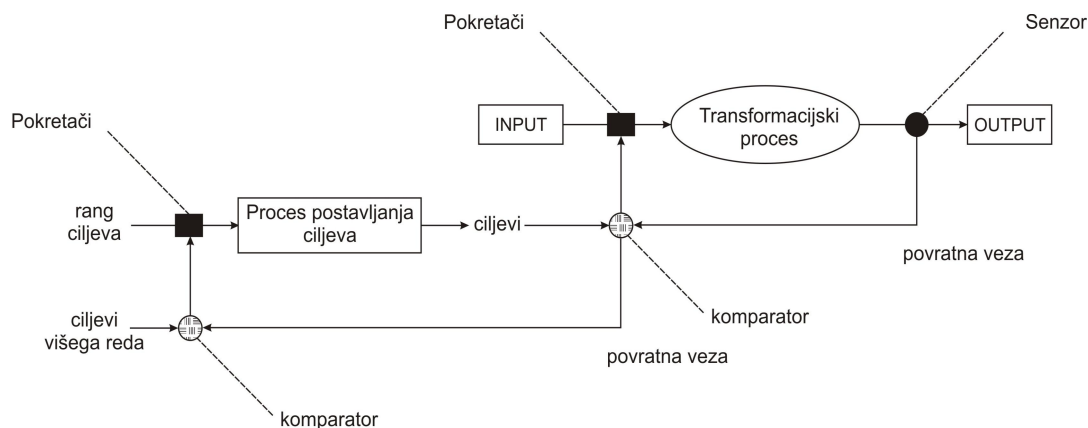 Pokretači
Senzor
Pokretači
INPUT
Transformacijski
proces
OUTPUT
rang
ciljeva
Proces postavljanja
ciljeva
ciljevi
povratna veza
ciljevi
višega reda
komparator
povratna veza
komparator